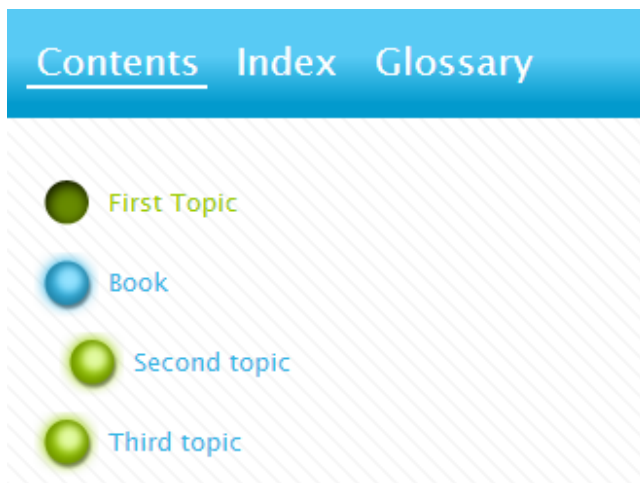 Contents Index Glossary
First Topic
Book
Second topic
Third topic